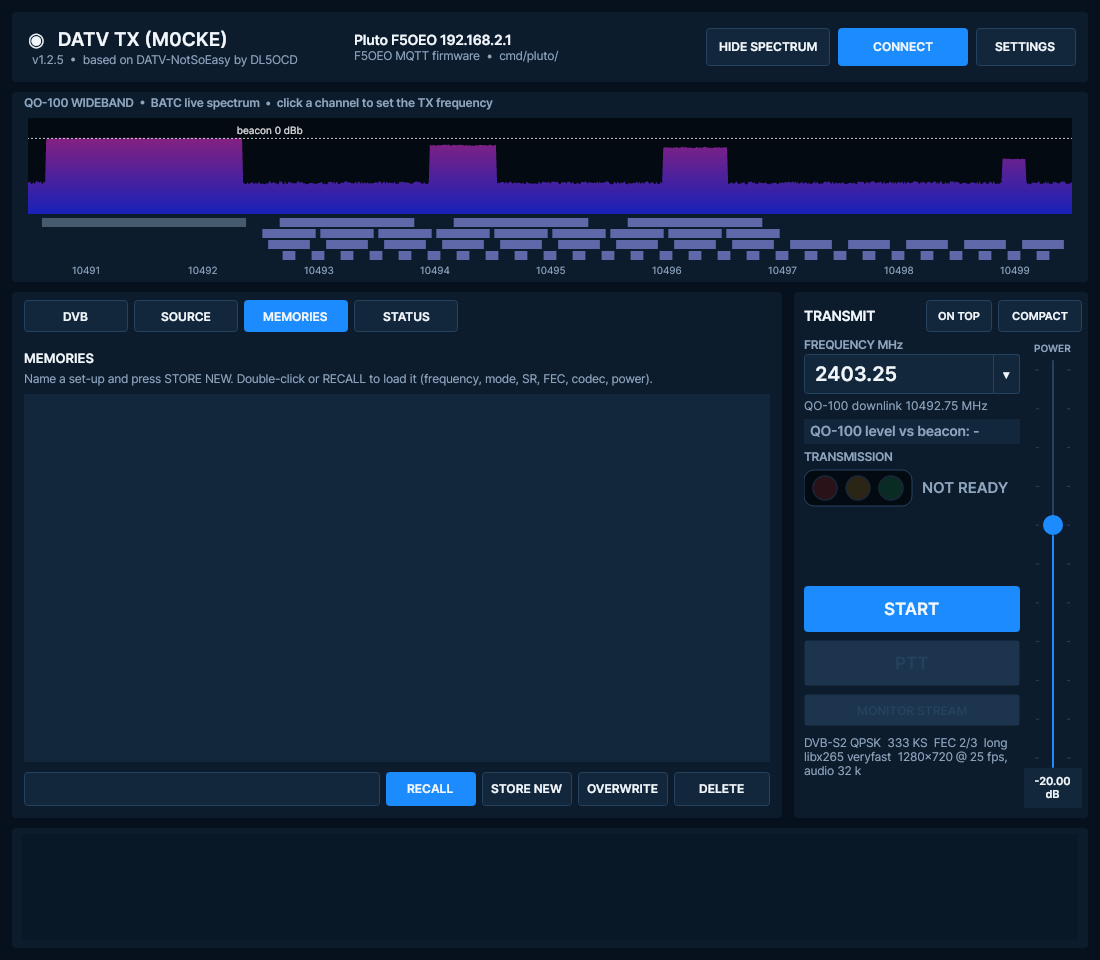 DATV TX (M0CKE)
v1.2.5 • based on DATV-NotSoEasy by DL5OCD
Pluto F5OEO 192.168.2.1
F5OEO MQTT firmware • cmd/pluto/
HIDE SPECTRUM
CONNECT
SETTINGS
QO-100 WIDEBAND • BATC live spectrum • click a channel to set the TX frequency
beacon 0 dBb
10491 10492 10493 10494 10495 10496 10497 10498 10499
DVB
SOURCE
MEMORIES
STATUS
MEMORIES
Name a set-up and press STORE NEW. Double-click or RECALL to load it (frequency, mode, SR, FEC, codec, power).
RECALL
STORE NEW
OVERWRITE
DELETE
TRANSMIT
ON TOP
COMPACT
FREQUENCY MHz
POWER
2403.25
QO-100 downlink 10492.75 MHz
QO-100 level vs beacon: -
TRANSMISSION
NOT READY
START
PTT
MONITOR STREAM
DVB-S2 QPSK 333 KS FEC 2/3 long
libx265 veryfast 1280×720 @ 25 fps,
audio 32 k
-20.00
dB